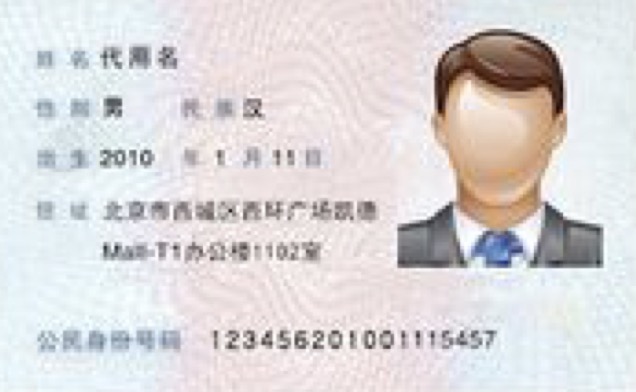 姓 名 代用名
性 别 男 民 族 汉
出 生 2010 年 1 月 11 日
住 址 北京市西城区西环广场凯德
Mall-T1办公楼1102室
公民身份号码 123456201001115457